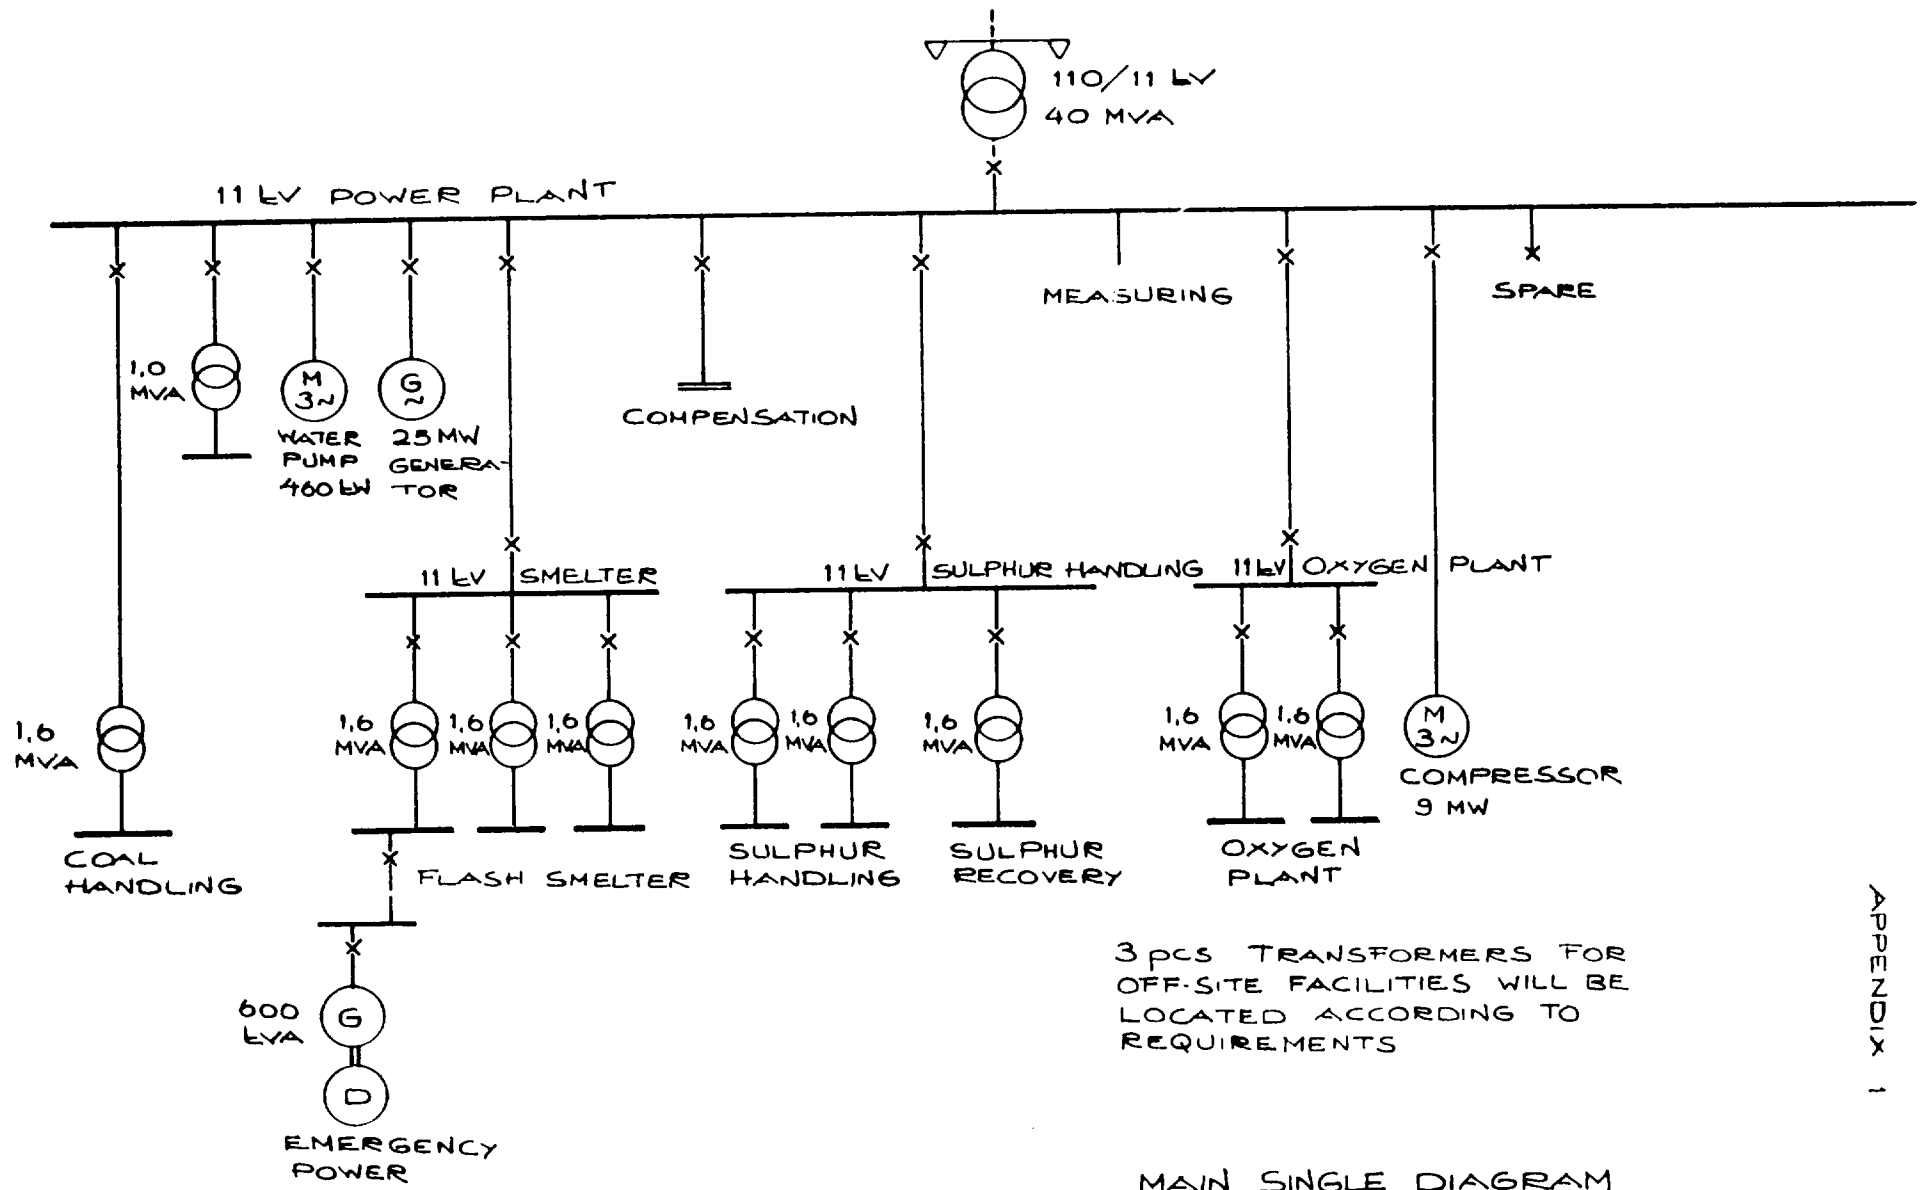 110/11 kV
40 MVA
11 kV POWER PLANT
MEASURING
SPARE
1,0
MVA
M
3~
WATER
PUMP
460 kW
G
~
25 MW
GENERA-
TOR
COMPENSATION
11 kV SMELTER
11 kV SULPHUR HANDLING
11 kV OXYGEN PLANT
1,6
MVA
1,6
MVA
1,6
MVA
1,6
MVA
1,6
MVA
1,6
MVA
1,6
MVA
1,6
MVA
1,6
MVA
M
3~
COMPRESSOR
9 MW
COAL
HANDLING
FLASH SMELTER
SULPHUR
HANDLING
SULPHUR
RECOVERY
OXYGEN
PLANT
600
kVA
G
D
EMERGENCY
POWER
3 pcs TRANSFORMERS FOR
OFF-SITE FACILITIES WILL BE
LOCATED ACCORDING TO
REQUIREMENTS
APPENDIX 1
MAIN SINGLE DIAGRAM